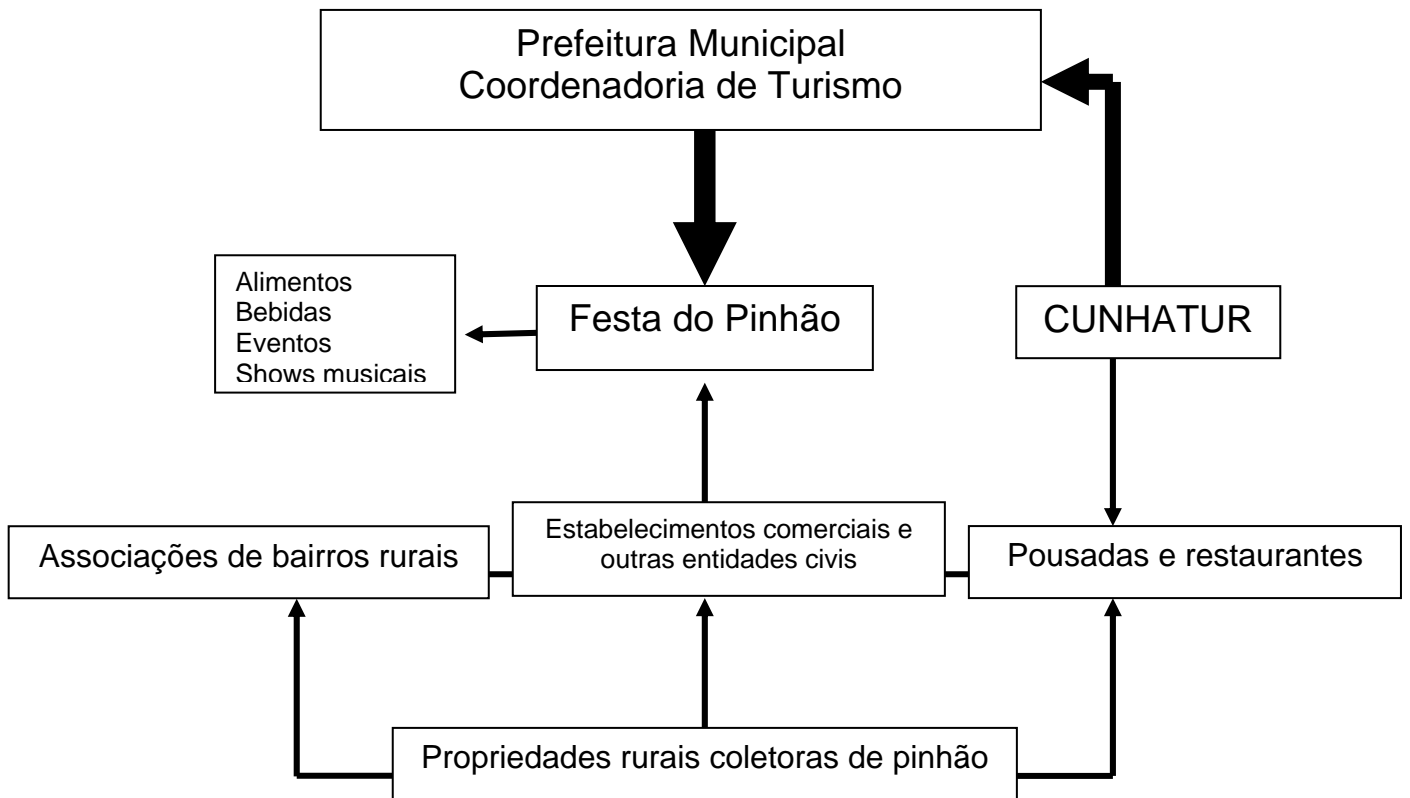 Prefeitura Municipal
Coordenadoria de Turismo
Alimentos
Bebidas
Eventos
Shows musicais
Festa do Pinhão
CUNHATUR
Associações de bairros rurais
Estabelecimentos comerciais e
outras entidades civis
Pousadas e restaurantes
Propriedades rurais coletoras de pinhão